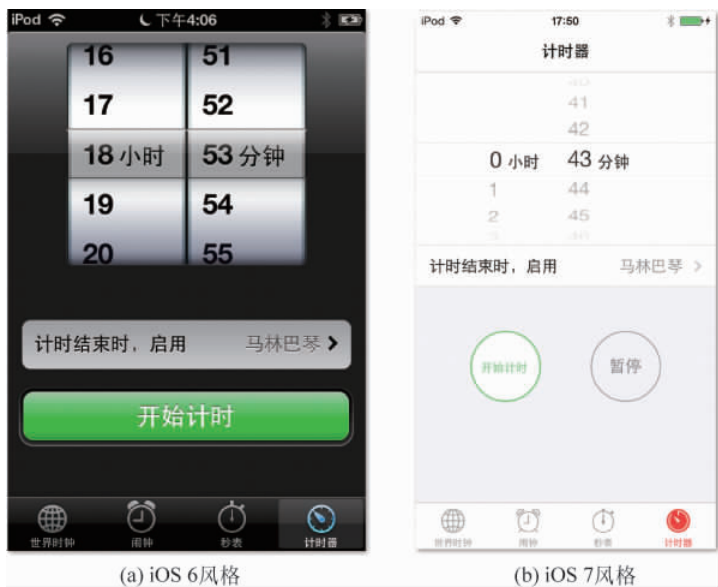 iPod 下午4:06
16 51
17 52
18 小时 53 分钟
19 54
20 55
计时结束时，启用 马林巴琴
开始计时
世界时钟 闹钟 秒表 计时器
(a) iOS 6风格
iPod 17:50
计时器
40
41
42
0 小时 43 分钟
1 44
2 45
3 46
计时结束时，启用 马林巴琴
开始计时 暂停
世界时钟 闹钟 秒表 计时器
(b) iOS 7风格